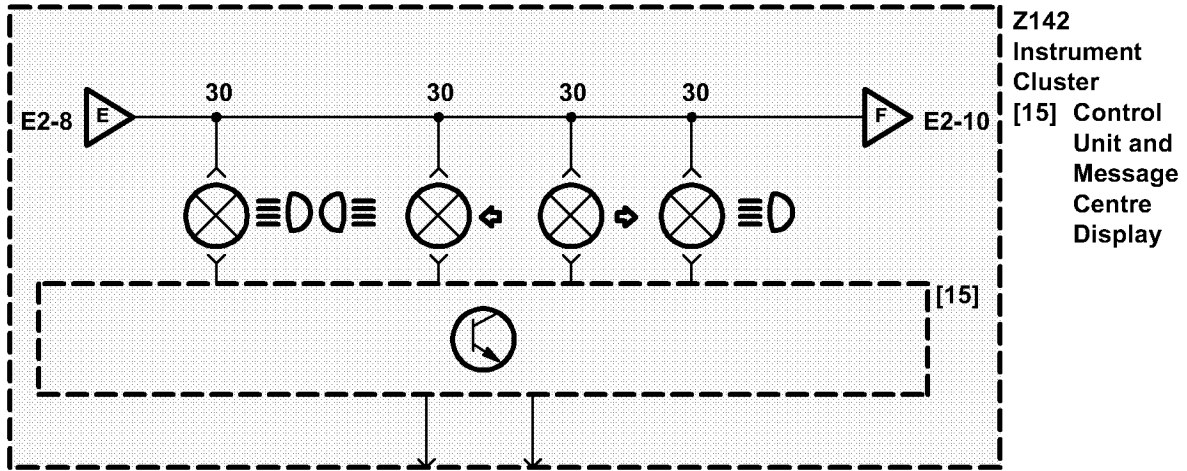 Z142
Instrument
Cluster
[15] Control
Unit and
Message
Centre
Display
30 30 30 30
E2-8 E F E2-10
[15]